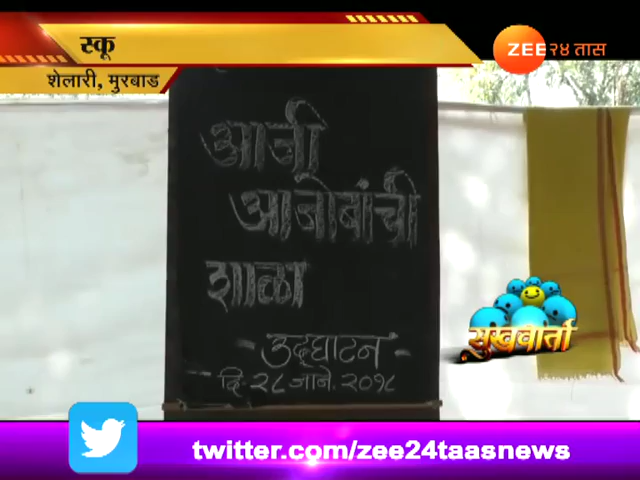 स्कू
ZEE २४ तास
शेलारी, मुरबाड
आजी
आजोबांची
शाळा
- उद्घाटन -
दि. २८ जाने. २०१८
सुखवार्ता
twitter.com/zee24taasnews